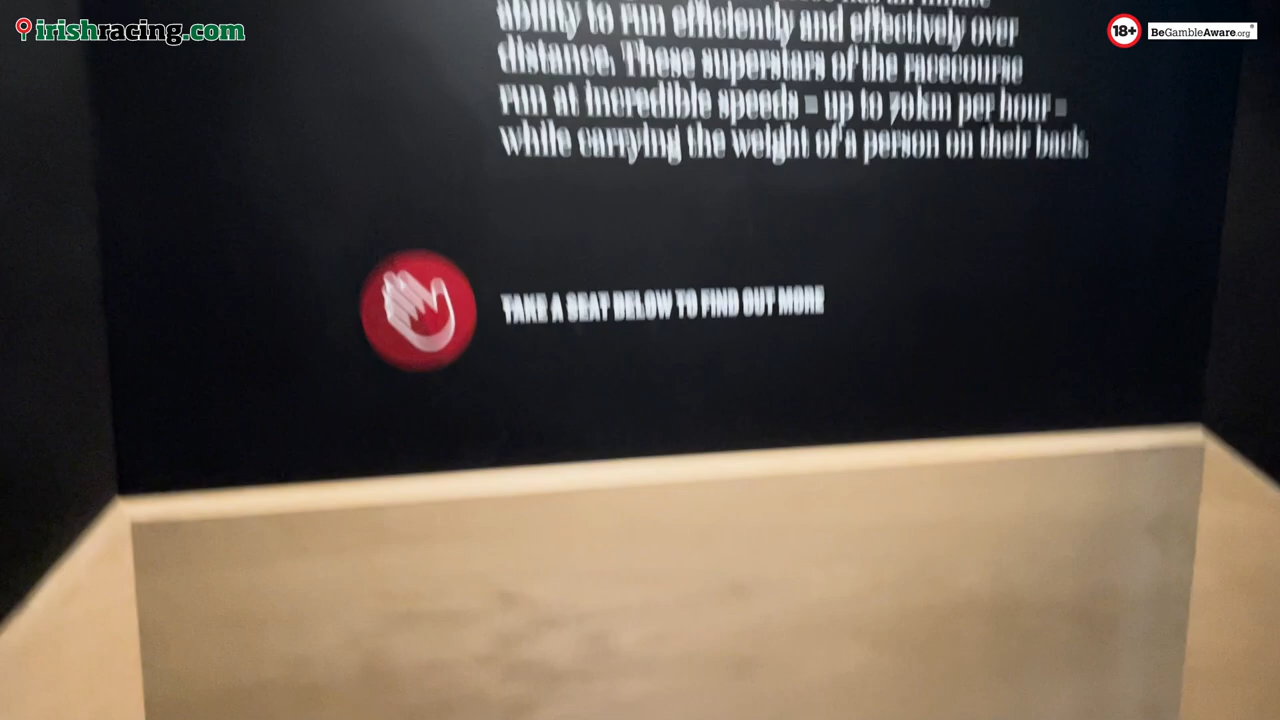 irishracing.com
18+
BeGambleAware.org®
ability to run efficiently and effectively over
distance. These superstars of the racecourse
run at incredible speeds - up to 70km per hour -
while carrying the weight of a person on their back.
TAKE A SEAT BELOW TO FIND OUT MORE